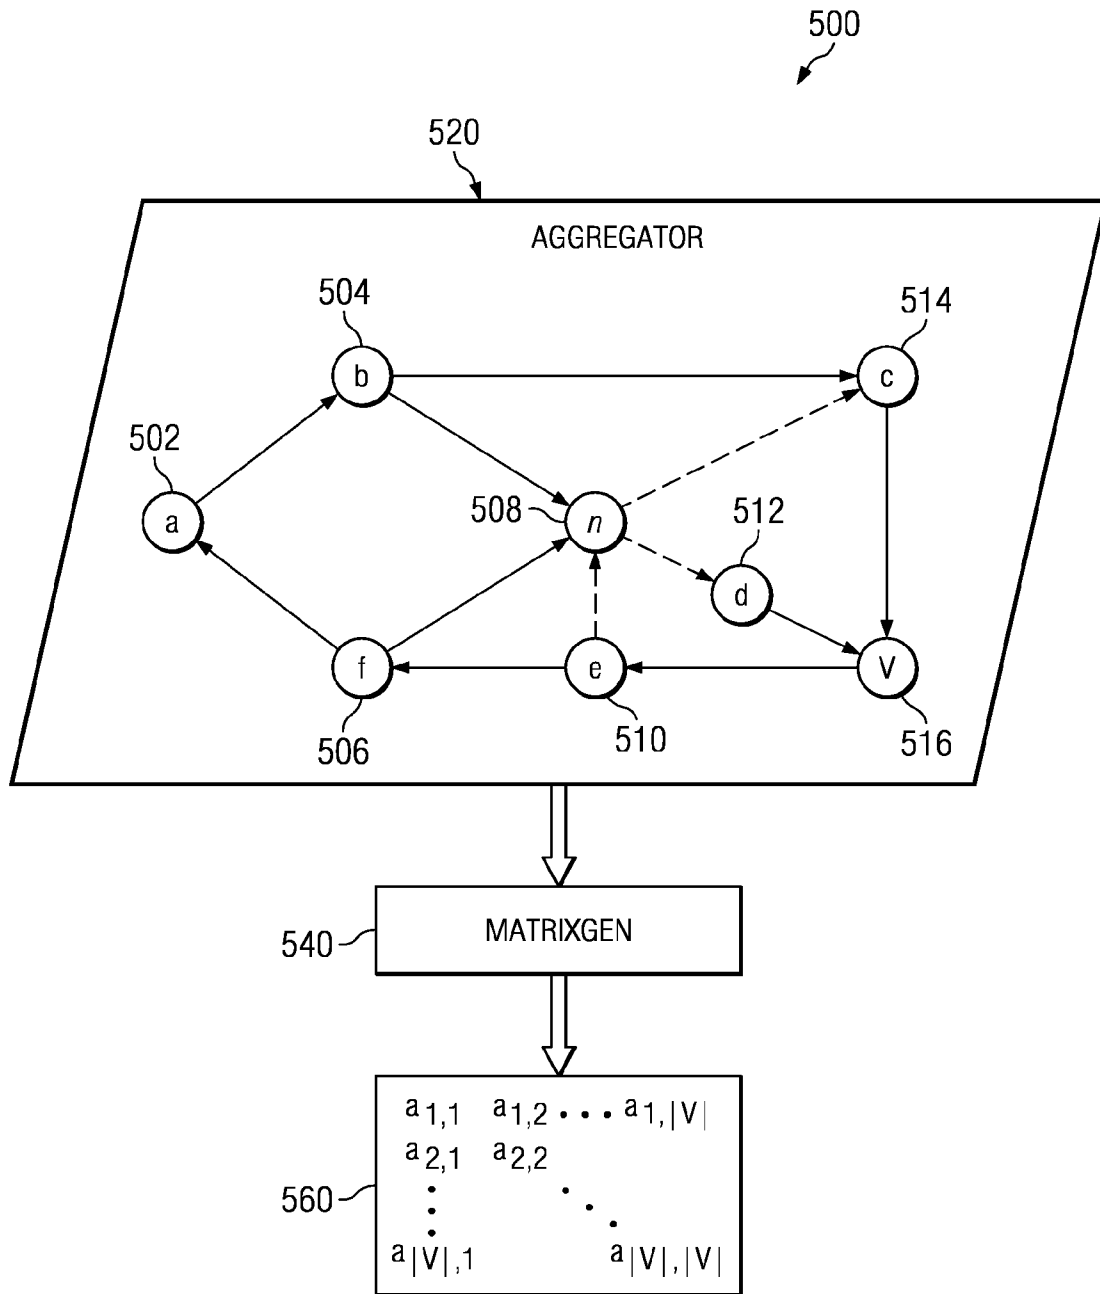 500
520
AGGREGATOR
504
514
b
c
502
a
508
n
512
d
f
e
V
506
510
516
540
MATRIXGEN
a1,1 a1,2 • • • a1,|V|
a2,1 a2,2
560
a|V|,1 a|V|,|V|